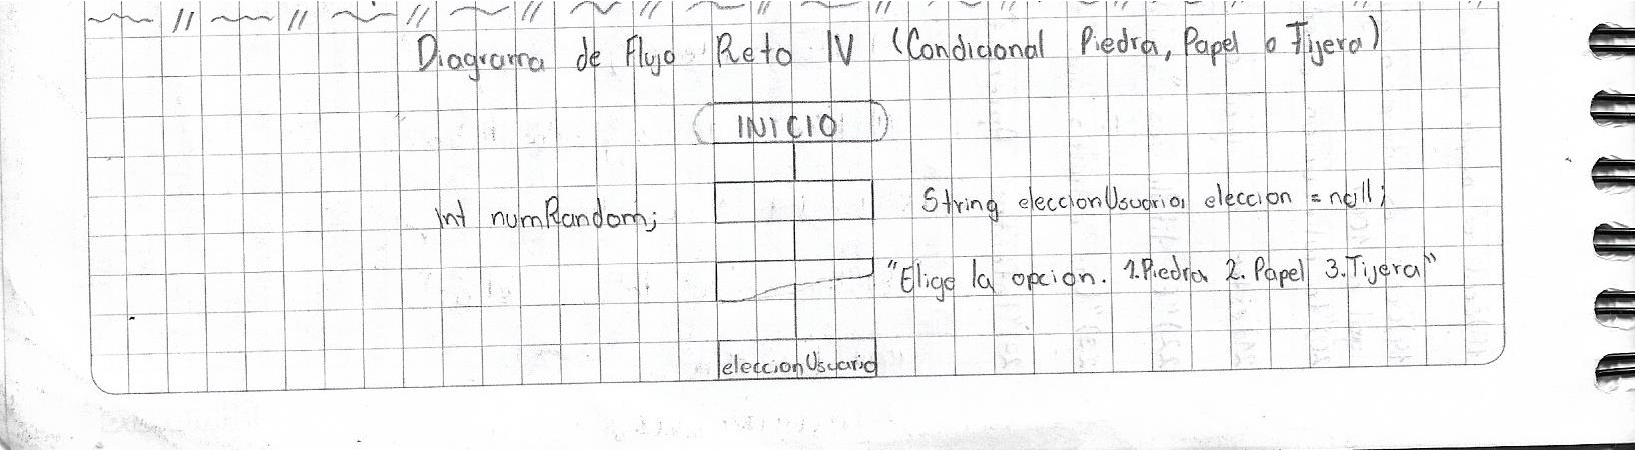 Diagrama de Flujo Reto IV (Condicional Piedra, Papel o Tijera)
INICIO
int numRandom;
String eleccionUsuario, eleccion = null;
"Elige la opcion. 1.Piedra 2. Papel 3.Tijera"
eleccionUsuario